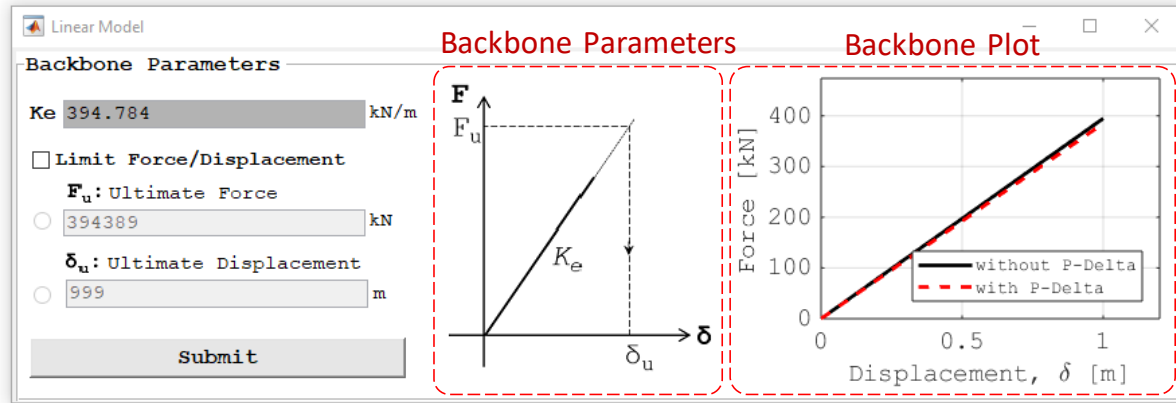 Linear Model
Backbone Parameters
Ke 394.784 kN/m
Limit Force/Displacement
Fu: Ultimate Force
394389 kN
δu: Ultimate Displacement
999 m
Submit
Backbone Parameters
F
Fu
Ke
δ
δu
Backbone Plot
Force [kN]
400
300
200
100
0
without P-Delta
with P-Delta
0 0.5 1
Displacement, δ [m]